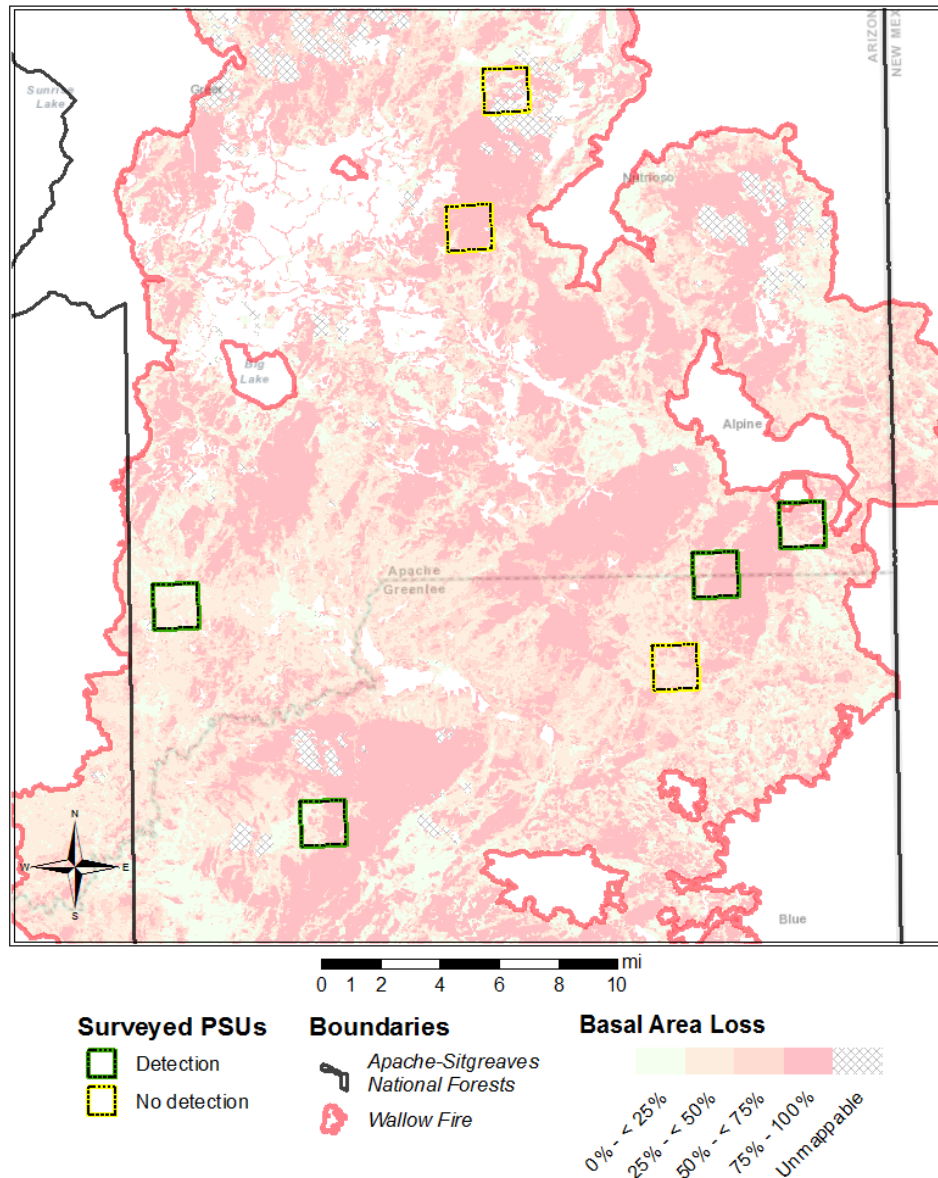 ARIZON
NEW MEX
Sunrise
Lake
Greer
Nutrioso
Big
Lake
Alpine
Apache
Greenlee
N
W
E
S
Blue
mi
0 1 2 4 6 8 10
Surveyed PSUs
Detection
No detection
Boundaries
Apache-Sitgreaves
National Forests
Wallow Fire
Basal Area Loss
0% - < 25%
25% - < 50%
50% - < 75%
75% - 100%
Unmappable